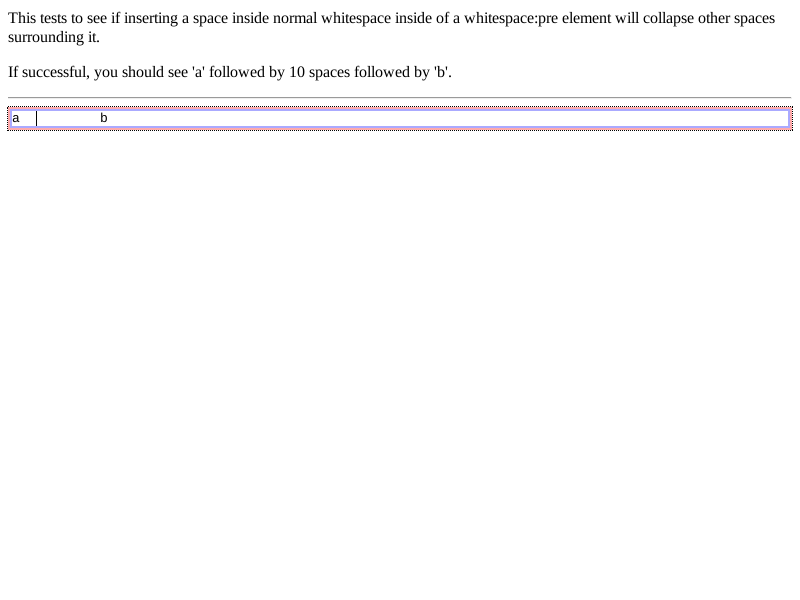 This tests to see if inserting a space inside normal whitespace inside of a whitespace:pre element will collapse other spaces
surrounding it.
If successful, you should see 'a' followed by 10 spaces followed by 'b'.
a          b